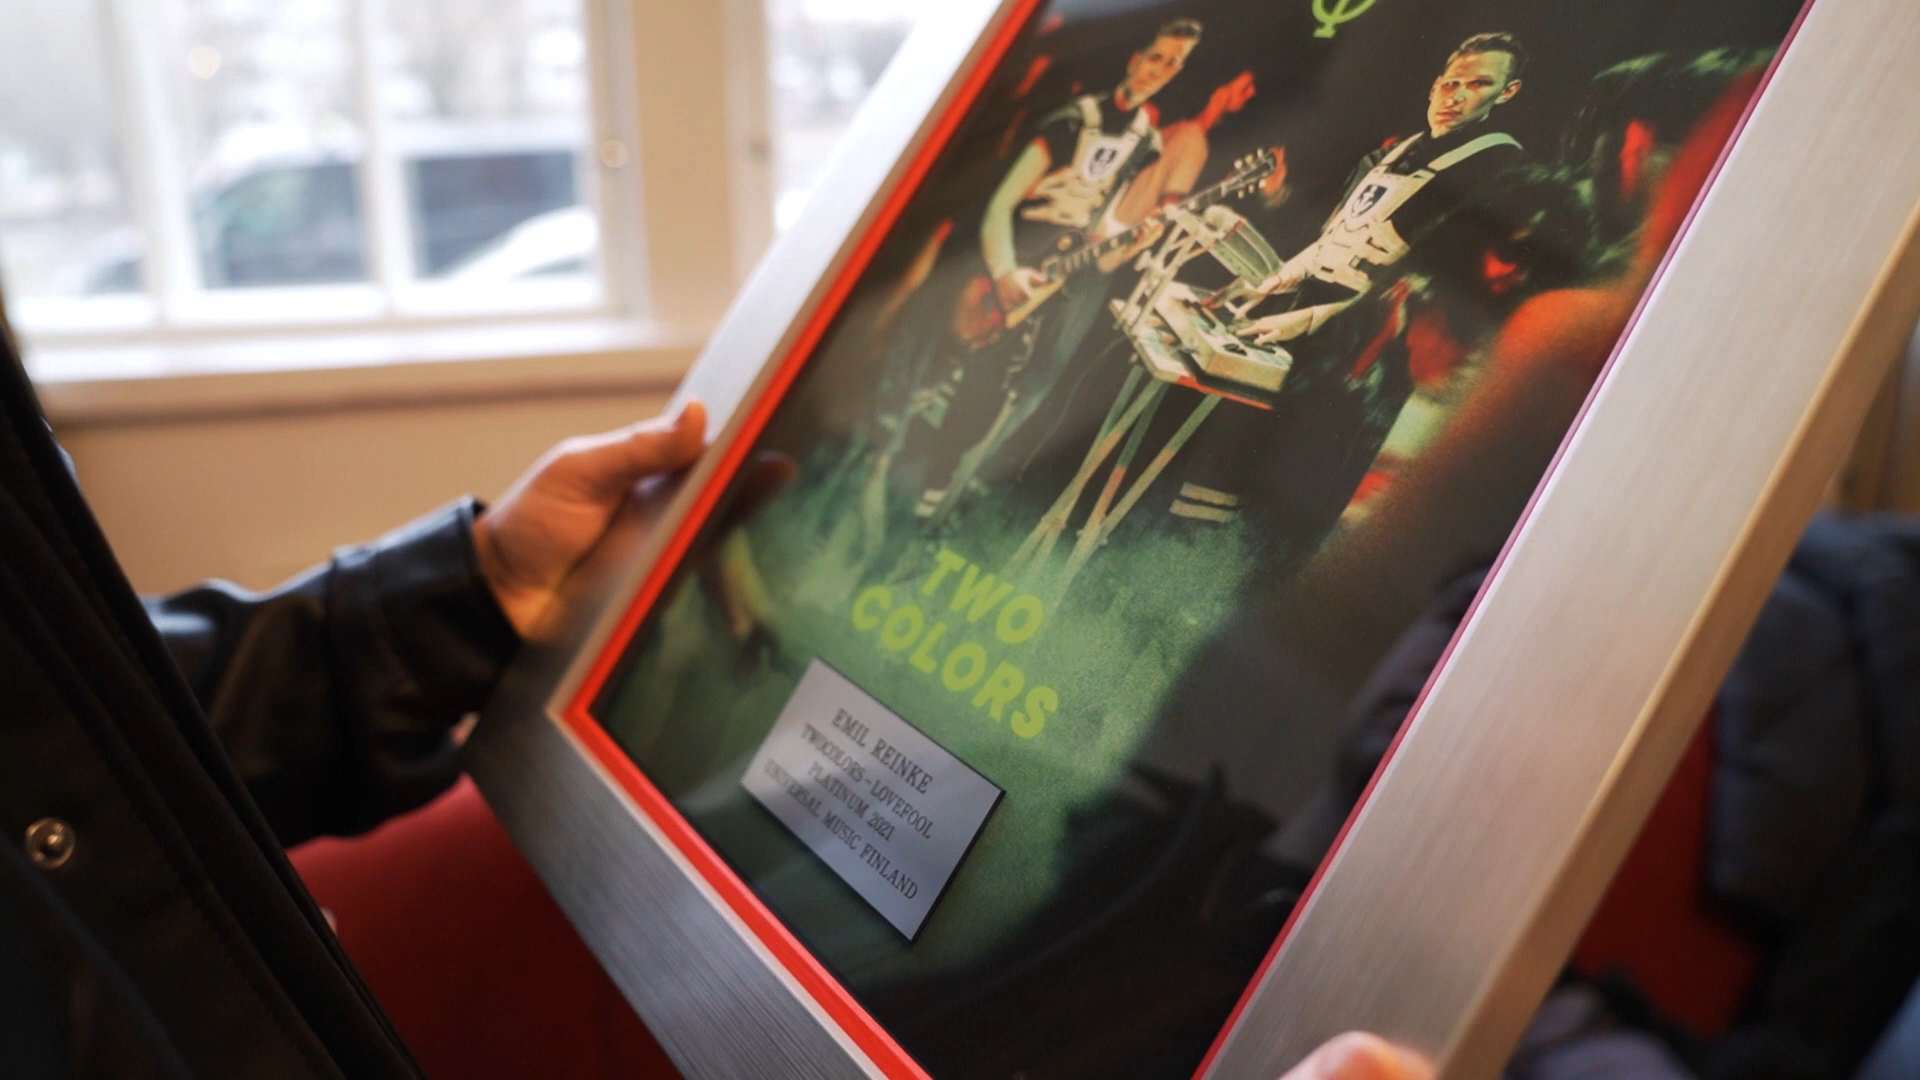 TWO
COLORS
EMIL REINKE
TWOCOLORS-LOVEFOOL
PLATINUM 2021
UNIVERSAL MUSIC FINLAND